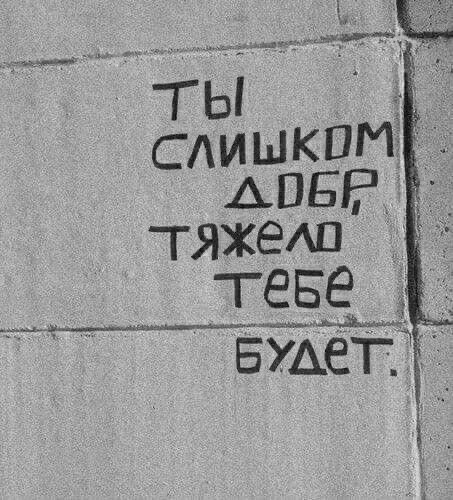 ТЫ
СЛИШКОМ
ДОБР,
ТЯЖЕЛО
ТЕБЕ
БУДЕТ.